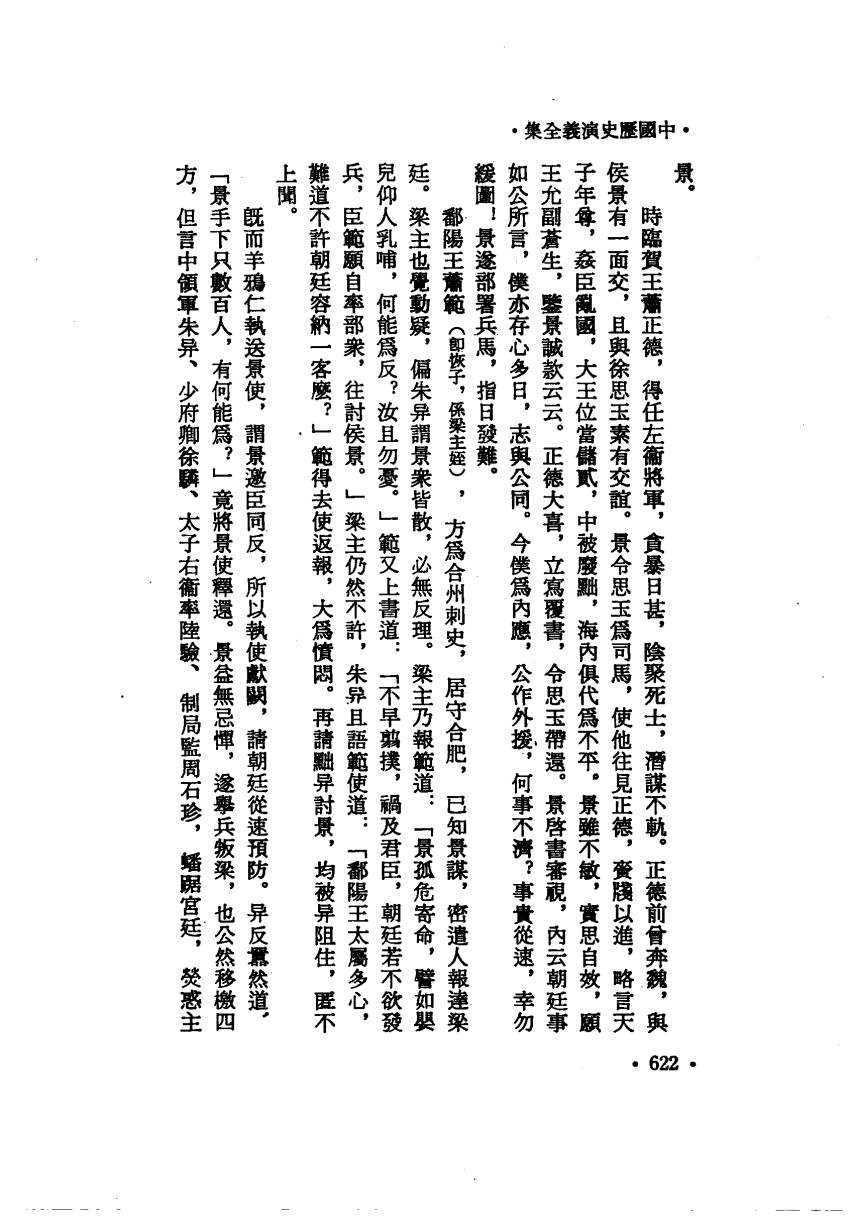 ·中國歷史演義全集·
景。
時臨賀王蕭正德，得任左衞將軍，貪暴日甚，陰聚死士，潛謀不軌。正德前曾奔魏，與
侯景有一面交，且與徐思玉素有交誼。景令思玉爲司馬，使他往見正德，賫牋以進，略言天
子年尊，姦臣亂國，大王位當儲貳，中被廢黜，海內俱代爲不平。景雖不敏，實思自效，願
王允副蒼生，鑒景誠款云云。正德大喜，立寫覆書，令思玉帶還。景啓書審視，內云朝廷事
如公所言，僕亦存心多日，志與公同。今僕爲內應，公作外援，何事不濟？事貴從速，幸勿
緩圖！景遂部署兵馬，指日發難。
鄱陽王蕭範（卽恢子，係梁主姪），方爲合州刺史，居守合肥，已知景謀，密遣人報達梁
廷。梁主也覺動疑，偏朱异謂景衆皆散，必無反理。梁主乃報範道：「景孤危寄命，譬如嬰
兒仰人乳哺，何能爲反？汝且勿憂。」範又上書道：「不早翦撲，禍及君臣，朝廷若不欲發
兵，臣範願自率部衆，往討侯景。」梁主仍然不許，朱异且語範使道：「鄱陽王太屬多心，
難道不許朝廷容納一客麼？」範得去使返報，大爲憤悶。再請黜异討景，均被异阻住，匿不
上聞。
旣而羊鴉仁執送景使，謂景邀臣同反，所以執使獻闕，請朝廷從速預防。异反囂然道，
「景手下只數百人，有何能爲？」竟將景使釋還。景益無忌憚，遂舉兵叛梁，也公然移檄四
方，但言中領軍朱异、少府卿徐驎、太子右衞率陸驗、制局監周石珍，蟠踞宮廷，熒惑主
·622·